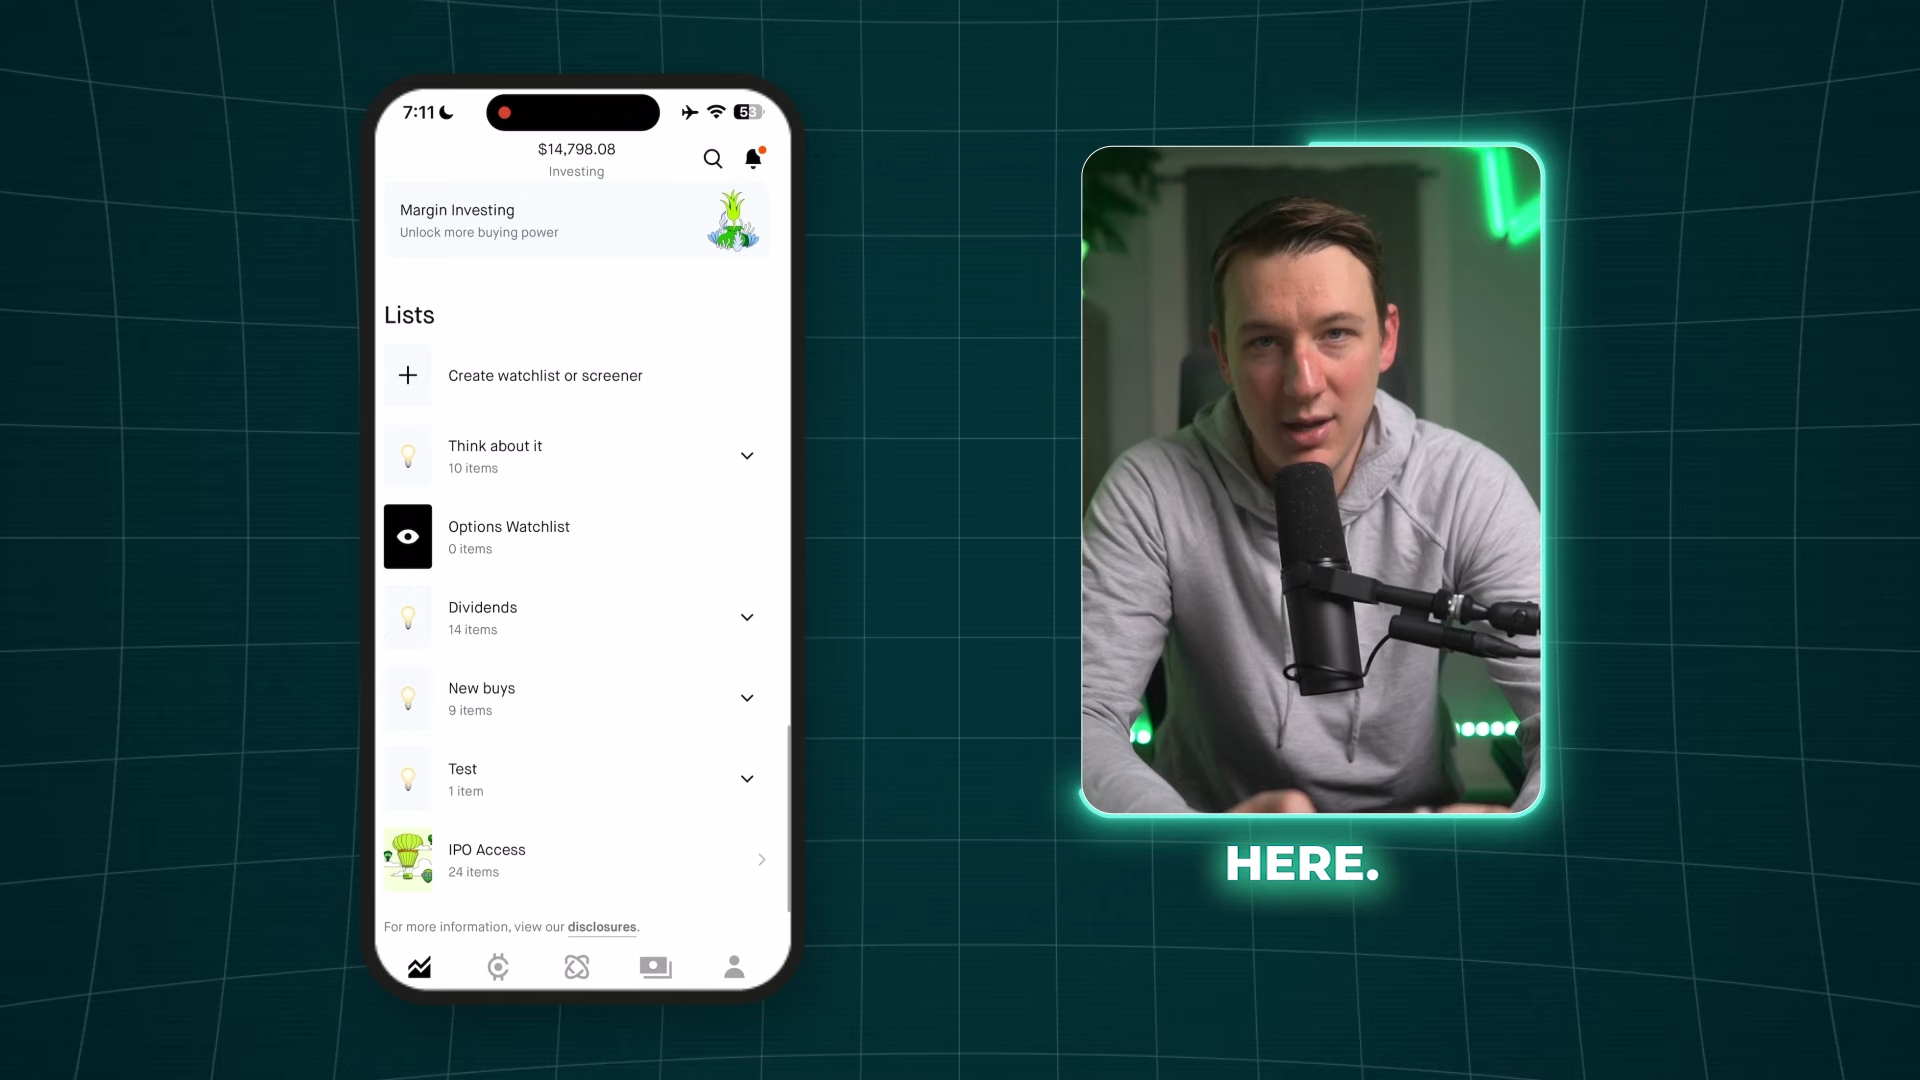 7:11
53
$14,798.08
Investing
Margin Investing
Unlock more buying power
Lists
Create watchlist or screener
Think about it
10 items
Options Watchlist
0 items
Dividends
14 items
New buys
9 items
Test
1 item
IPO Access
24 items
For more information, view our disclosures.
HERE.